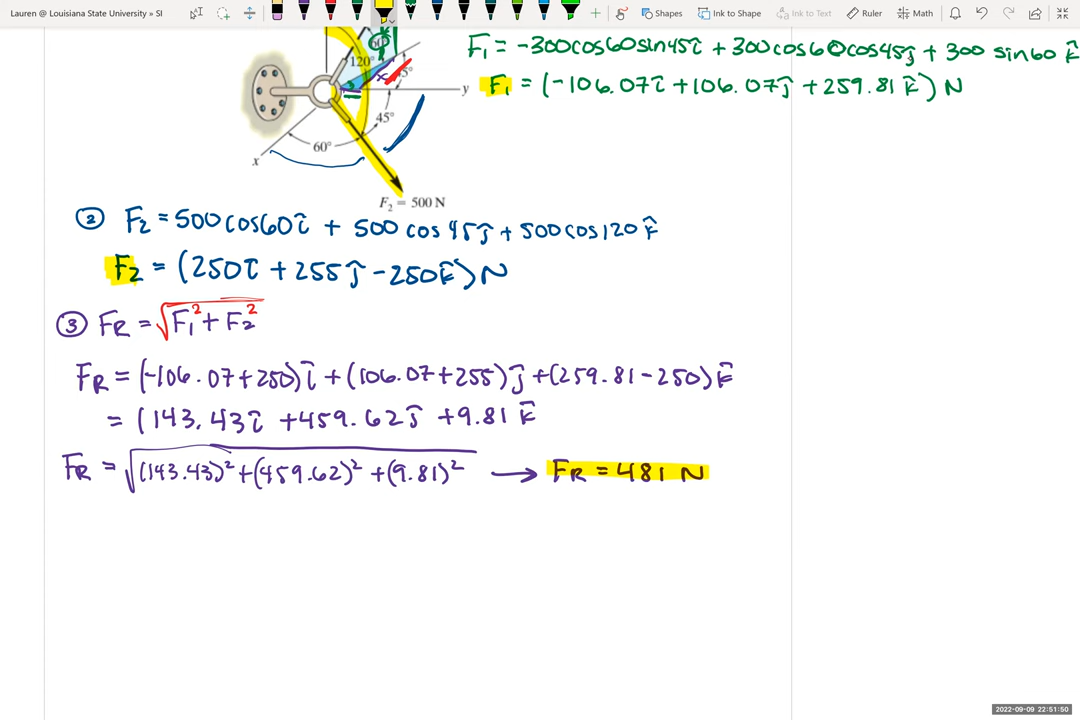 Lauren @ Louisiana State University » SI
Shapes
Ink to Shape
Ink to Text
Ruler
Math
60°
120°
5°
x
y
45°
60°
x
F₂ = 500 N
F₁ = -300cos60sin45î + 300cos60cos45ĵ + 300 sin60 k̂
F₁ = (-106.07î + 106.07ĵ + 259.81 k̂) N
② F₂ = 500cos60î + 500 cos 45ĵ + 500cos120 k̂
F₂ = (250î + 255ĵ - 250k̂) N
③ FR = √F₁² + F₂²
FR = (-106.07+250)î + (106.07+255)ĵ + (259.81-250)k̂
= (143.43î + 459.62ĵ + 9.81 k̂
FR = √(143.43)² + (459.62)² + (9.81)² → FR = 481 N
2022-09-09 22:51:50